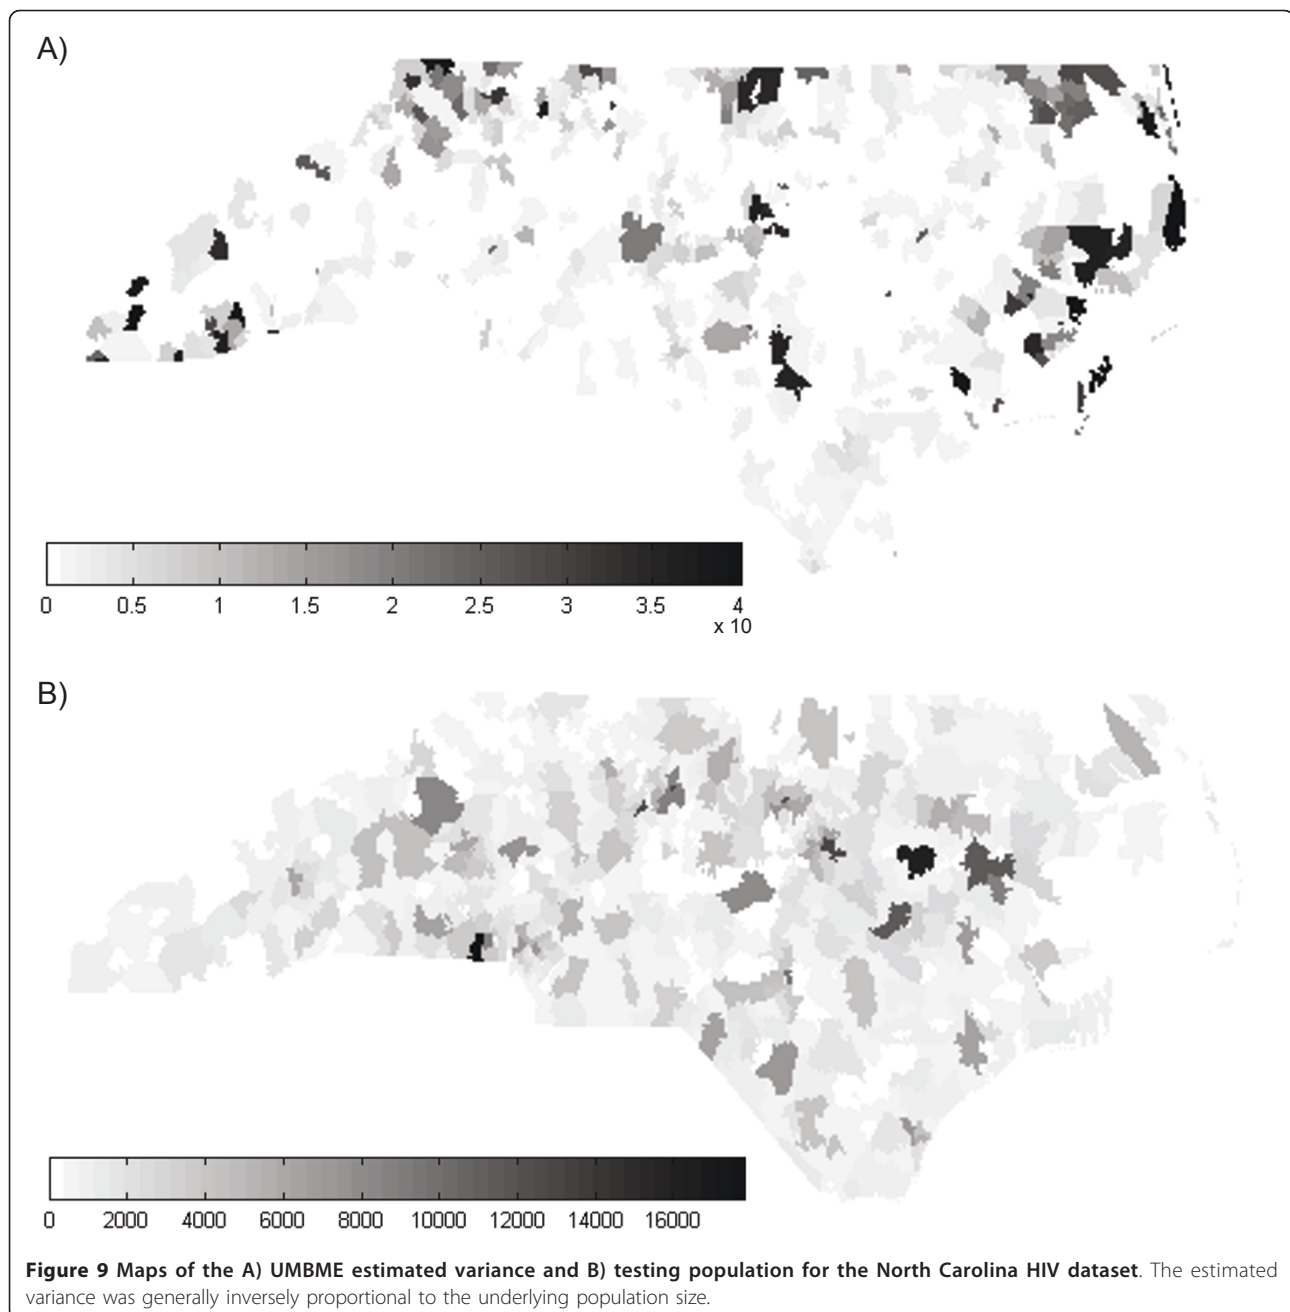 A)
0 0.5 1 1.5 2 2.5 3 3.5 4
x 10
B)
0 2000 4000 6000 8000 10000 12000 14000 16000
Figure 9 Maps of the A) UMBME estimated variance and B) testing population for the North Carolina HIV dataset. The estimated
variance was generally inversely proportional to the underlying population size.